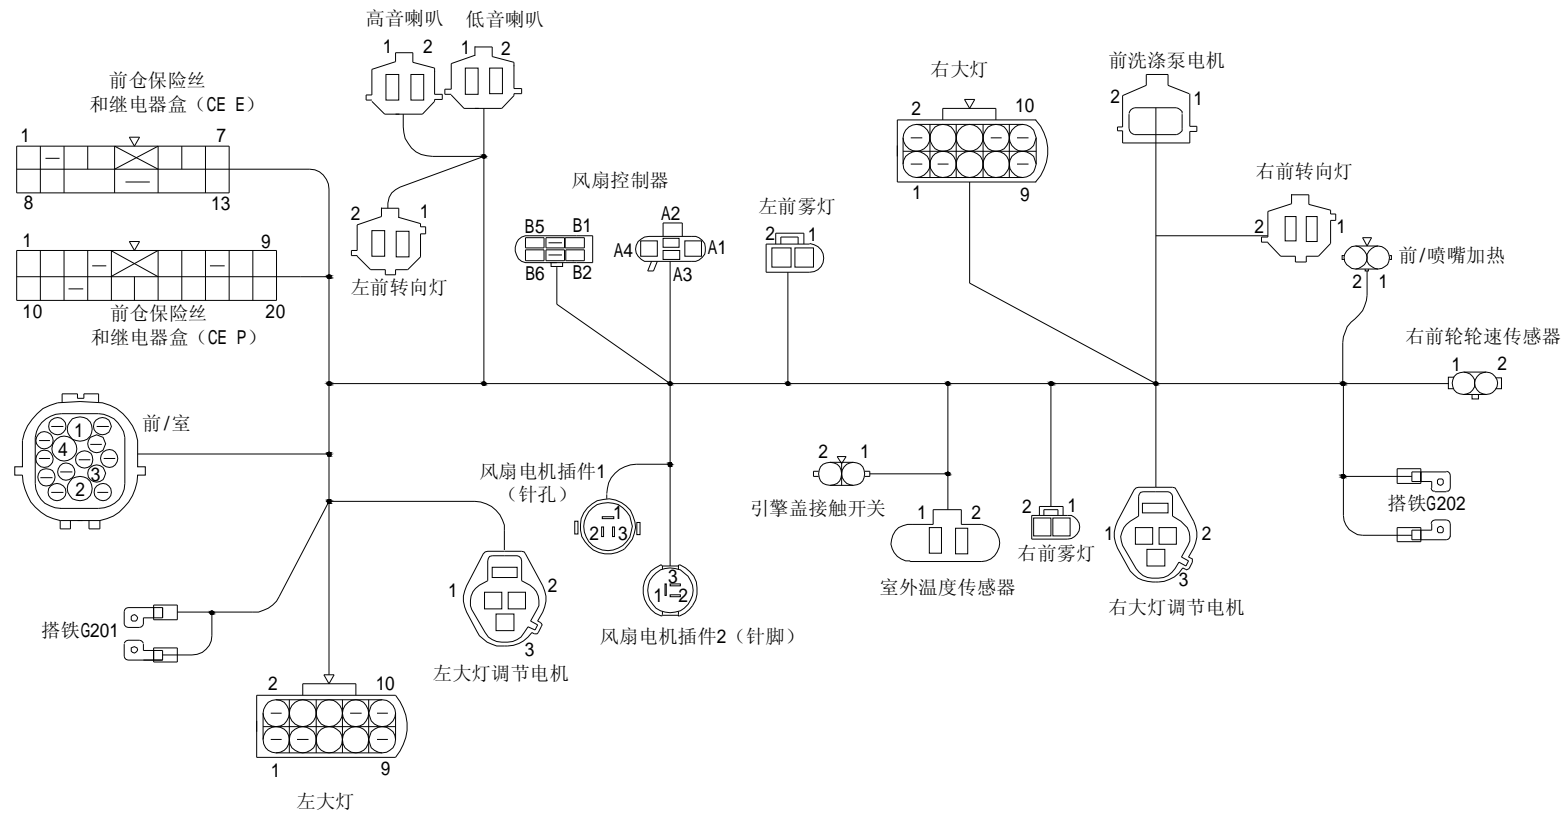 高音喇叭
1
2
低音喇叭
1
2
前仓保险丝
和继电器盒（CE E）
1
7
8
13
1
9
10
20
前仓保险丝
和继电器盒（CE P）
2
1
左前转向灯
风扇控制器
B5
B1
B6
B2
A2
A4
A1
A3
左前雾灯
2
1
右大灯
2
10
1
9
前洗涤泵电机
2
1
右前转向灯
2
1
前/喷嘴加热
2
1
右前轮轮速传感器
1
2
前/室
1
4
3
2
风扇电机插件1
（针孔）
1
2
3
3
1
2
风扇电机插件2（针脚）
2
1
引擎盖接触开关
1
2
室外温度传感器
2
1
右前雾灯
1
2
3
右大灯调节电机
搭铁G202
搭铁G201
1
2
3
左大灯调节电机
2
10
1
9
左大灯